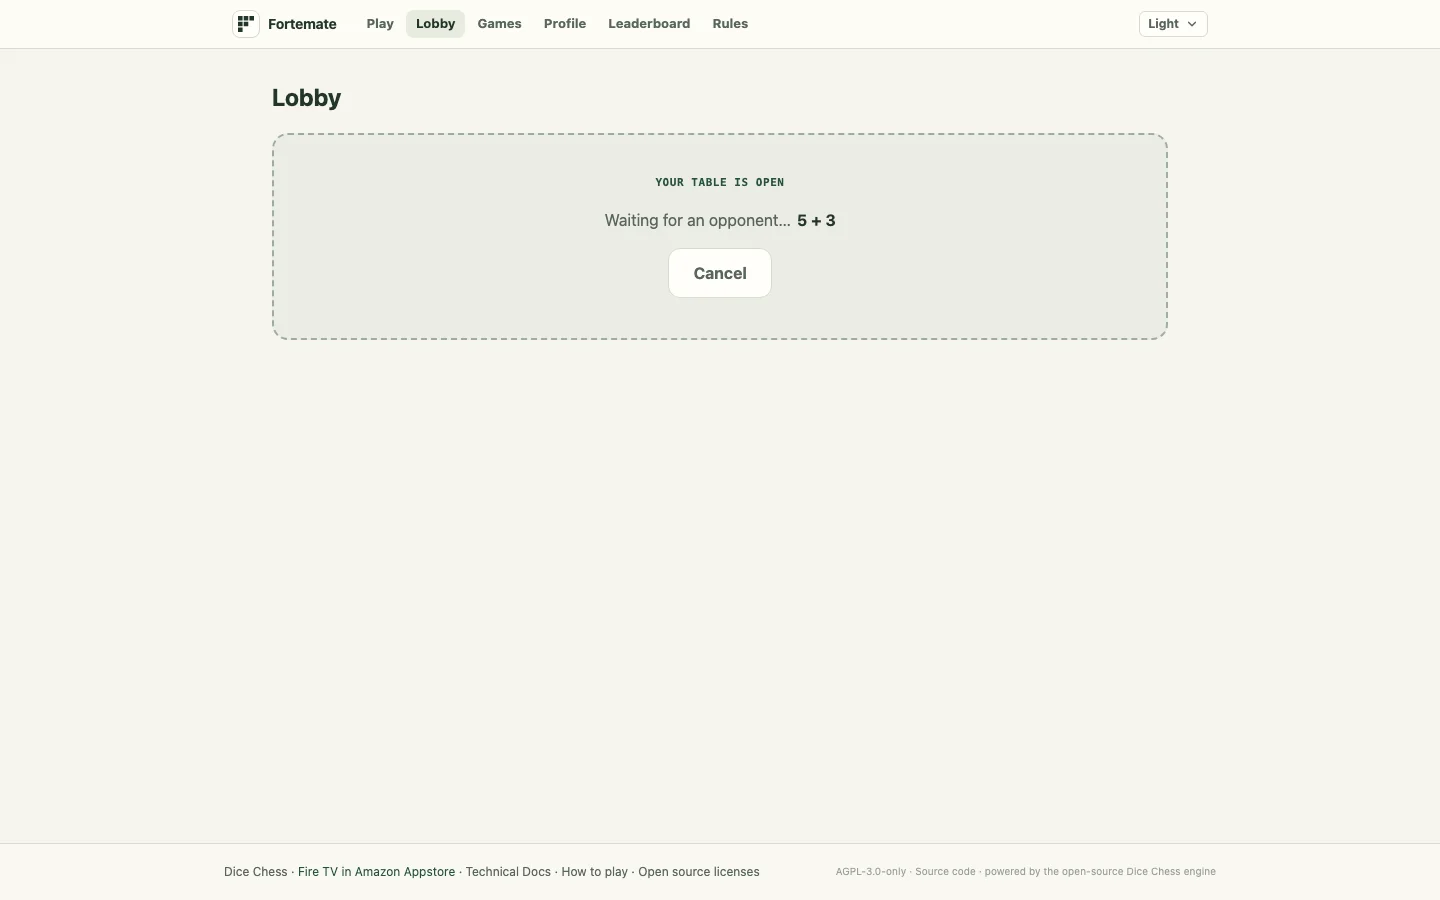 Fortemate Play Lobby Games Profile Leaderboard Rules Light
Lobby
YOUR TABLE IS OPEN
Waiting for an opponent... 5 + 3
Cancel
Dice Chess · Fire TV in Amazon Appstore · Technical Docs · How to play · Open source licenses
AGPL-3.0-only · Source code · powered by the open-source Dice Chess engine